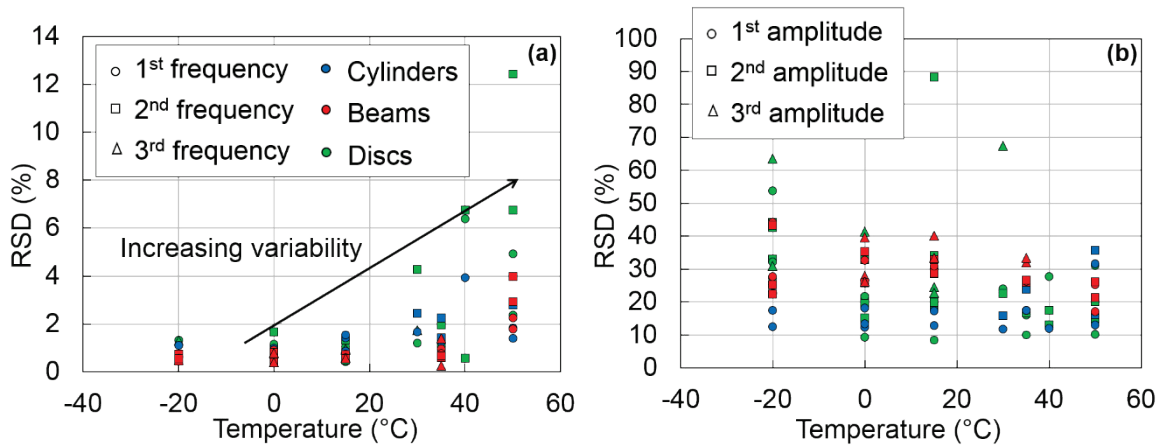 14
12
10
8
6
4
2
0
RSD (%)
(a)
1st frequency
2nd frequency
3rd frequency
Cylinders
Beams
Discs
Increasing variability
-40 -20 0 20 40 60
Temperature (°C)
100
90
80
70
60
50
40
30
20
10
0
RSD (%)
(b)
1st amplitude
2nd amplitude
3rd amplitude
-40 -20 0 20 40 60
Temperature (°C)